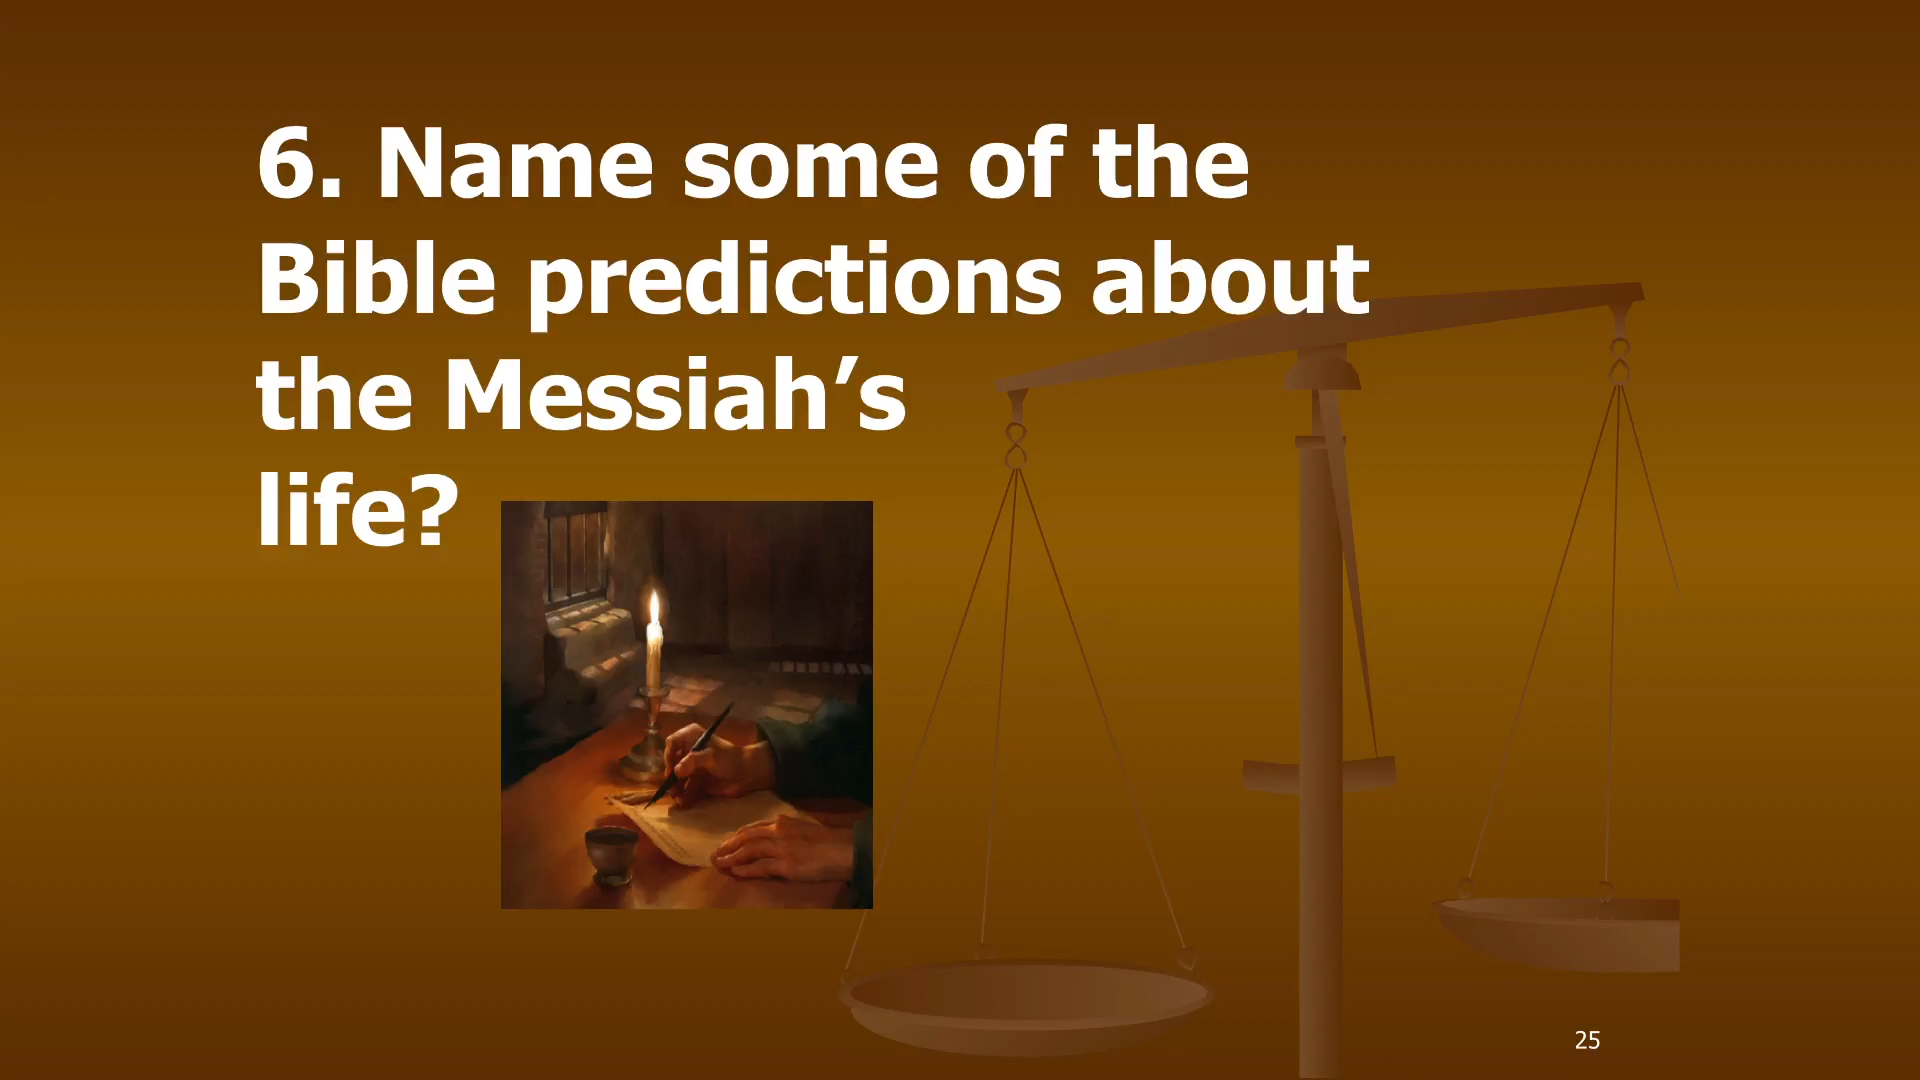 6. Name some of the
Bible predictions about
the Messiah’s
life?
25